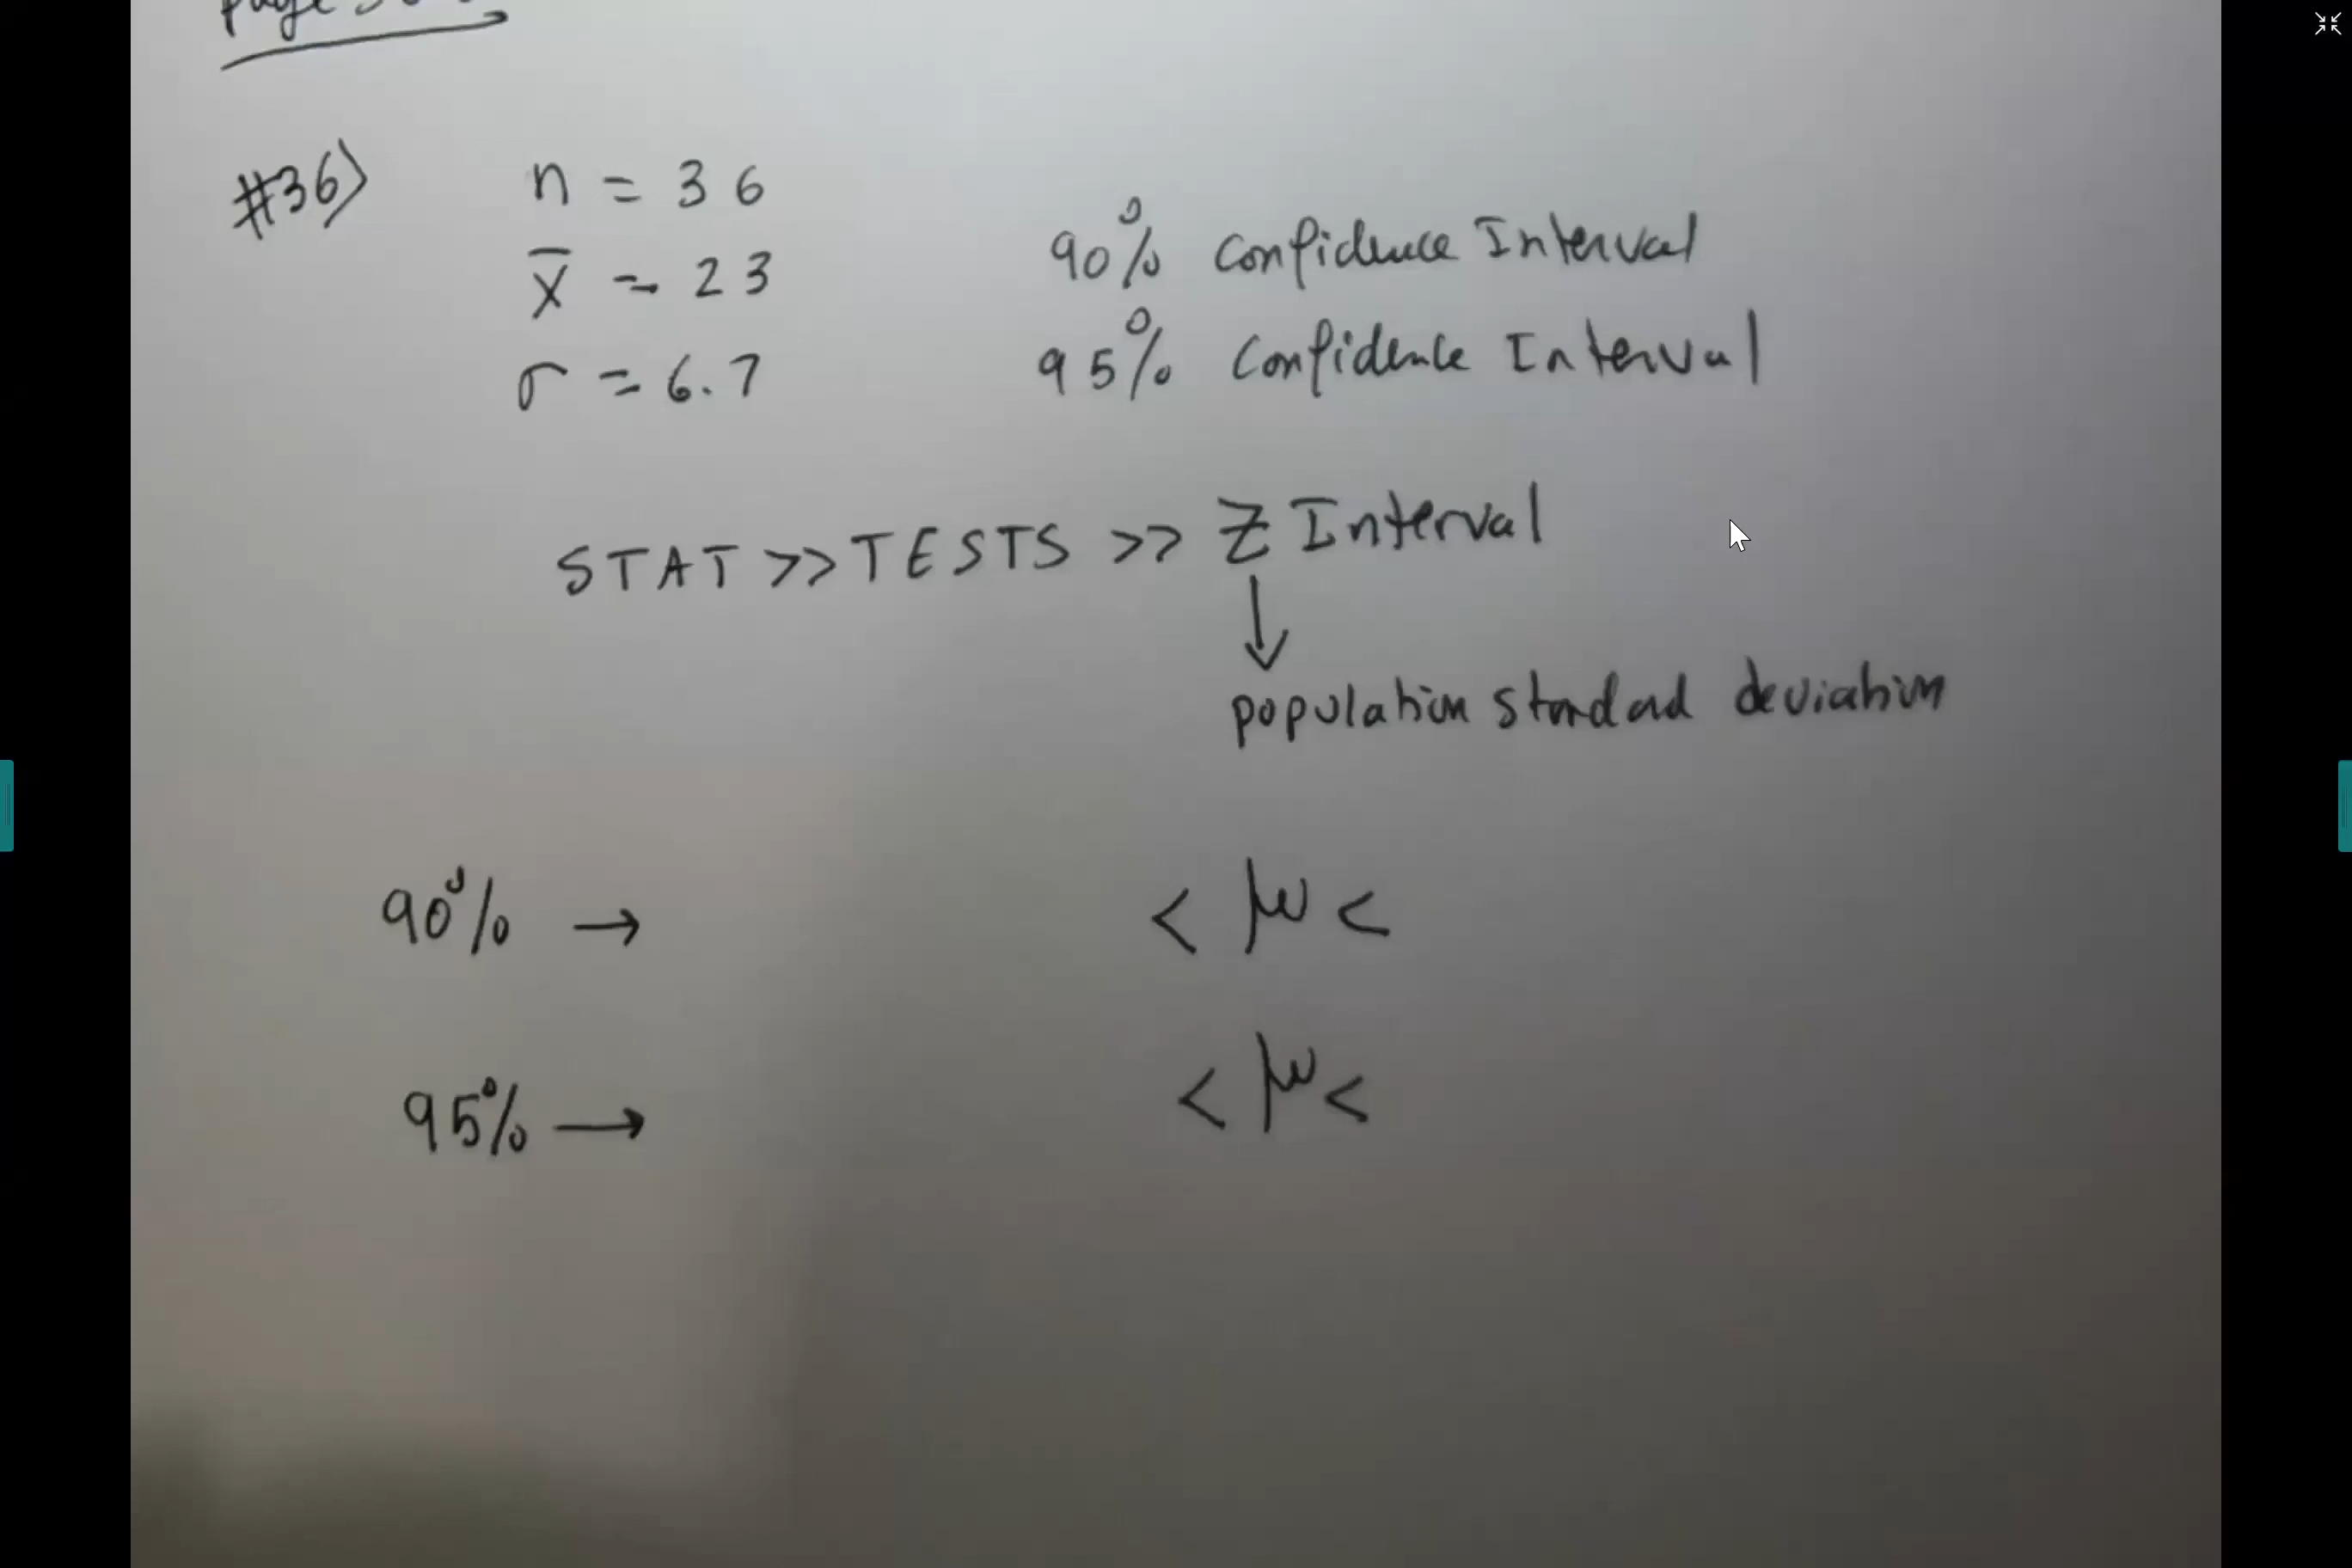 page
#36)
n = 36
x̄ = 23
σ = 6.7
90% Confidence Interval
95% Confidence Interval
STAT >> TESTS >> Z Interval
↓
population standard deviation
90% → < μ <
95% → < μ <